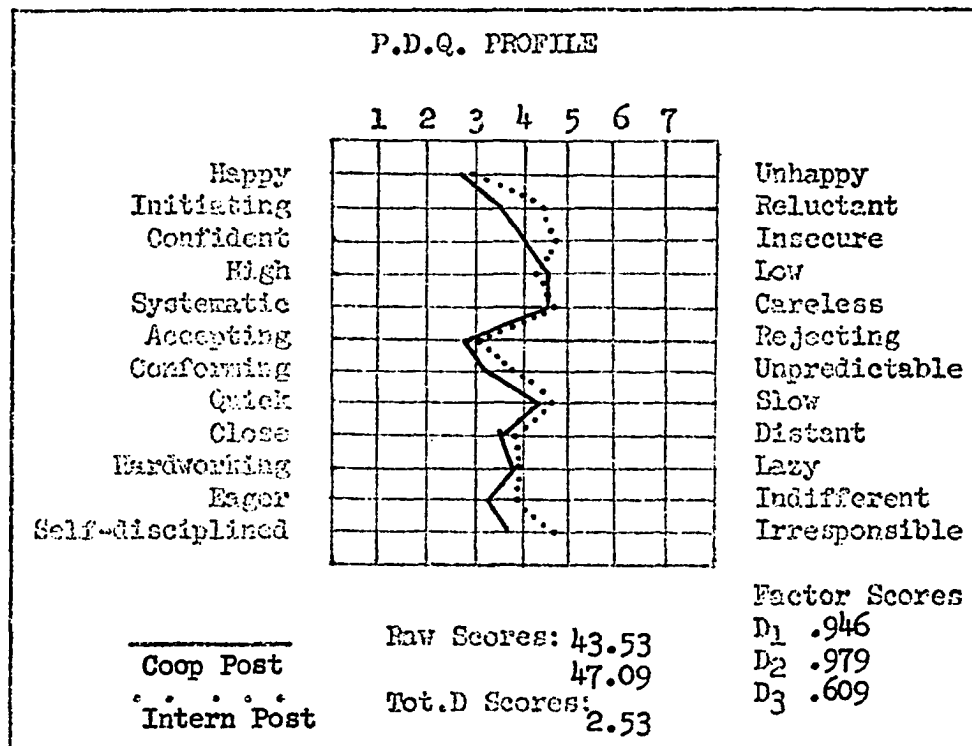 P.D.Q. PROFILE
1 2 3 4 5 6 7
Happy Unhappy
Initiating Reluctant
Confident Insecure
High Low
Systematic Careless
Accepting Rejecting
Conforming Unpredictable
Quick Slow
Close Distant
Hardworking Lazy
Eager Indifferent
Self-disciplined Irresponsible
Factor Scores
Coop Post Raw Scores: 43.53 D1 .946
47.09 D2 .979
Intern Post Tot.D Scores: 2.53 D3 .609